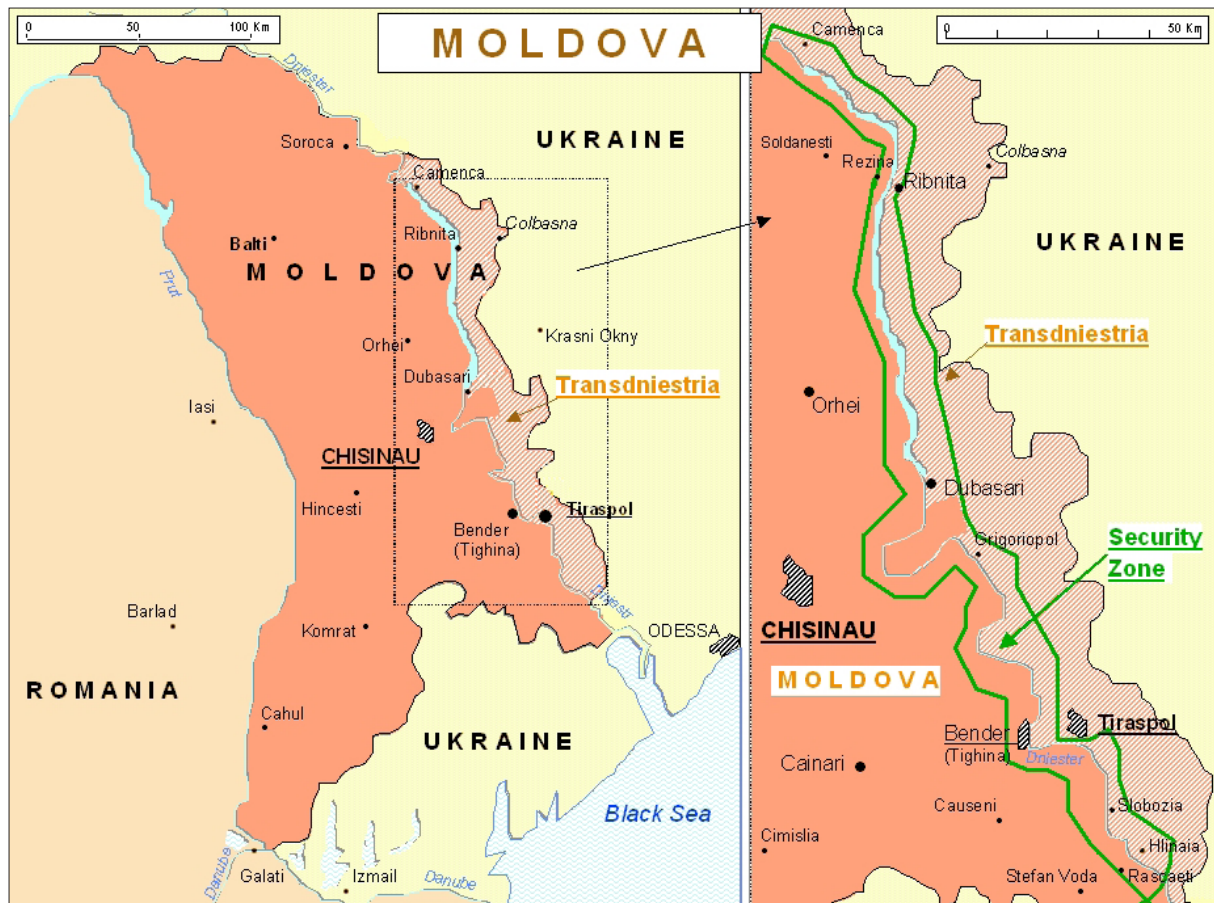 0 50 100 Km
MOLDOVA
0 50 Km
Dniester
Soroca
UKRAINE
Camenca
Ribnita
Colbasna
Balti
MOLDOVA
Prut
Krasni Okny
Orhei
Dubasari
Transdniestria
Iasi
CHISINAU
Hincesti
Bender
(Tighina)
Tiraspol
Dniestr
Barlad
Komrat
ODESSA
ROMANIA
Cahul
UKRAINE
Black Sea
Danube
Galati
Izmail
Danube
Camenca
Soldanesti
Rezina
Colbasna
Ribnita
UKRAINE
Transdniestria
Orhei
Dubasari
Grigoriopol
Security
Zone
CHISINAU
MOLDOVA
Bender
(Tighina)
Tiraspol
Dniester
Cainari
Causeni
Slobozia
Cimislia
Hlinaia
Stefan Voda
Rascaeti